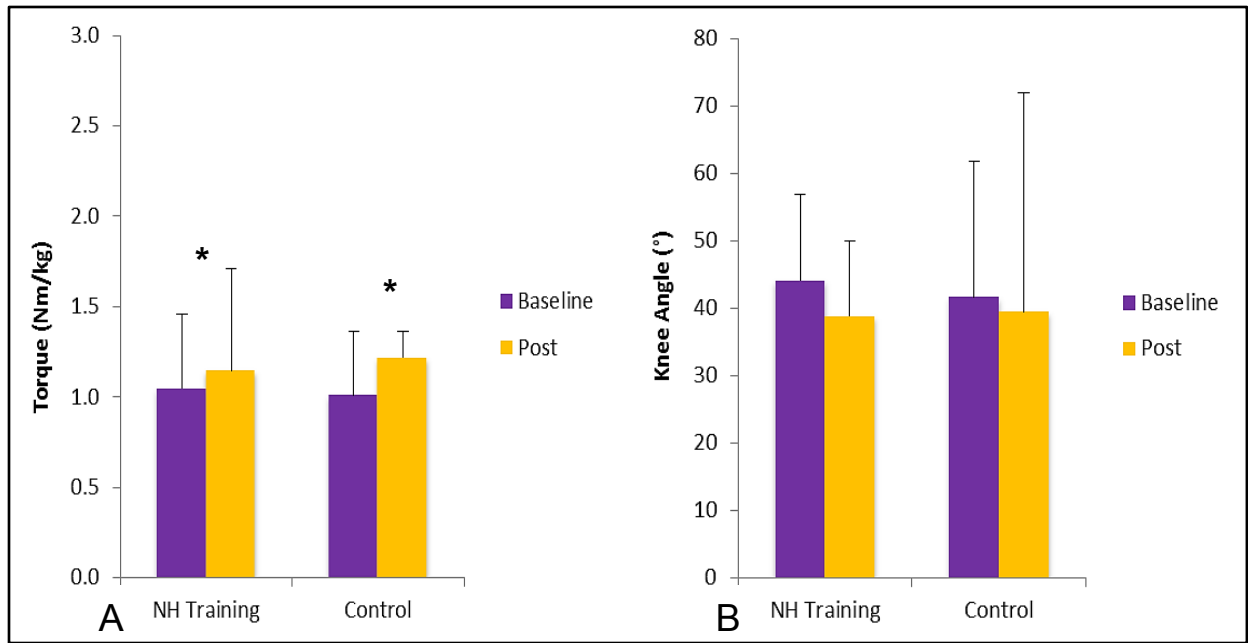 3.0
2.5
2.0
1.5
1.0
0.5
0.0
Torque (Nm/kg)
*
*
NH Training
Control
Baseline
Post
A
80
70
60
50
40
30
20
10
0
Knee Angle (°)
NH Training
Control
Baseline
Post
B